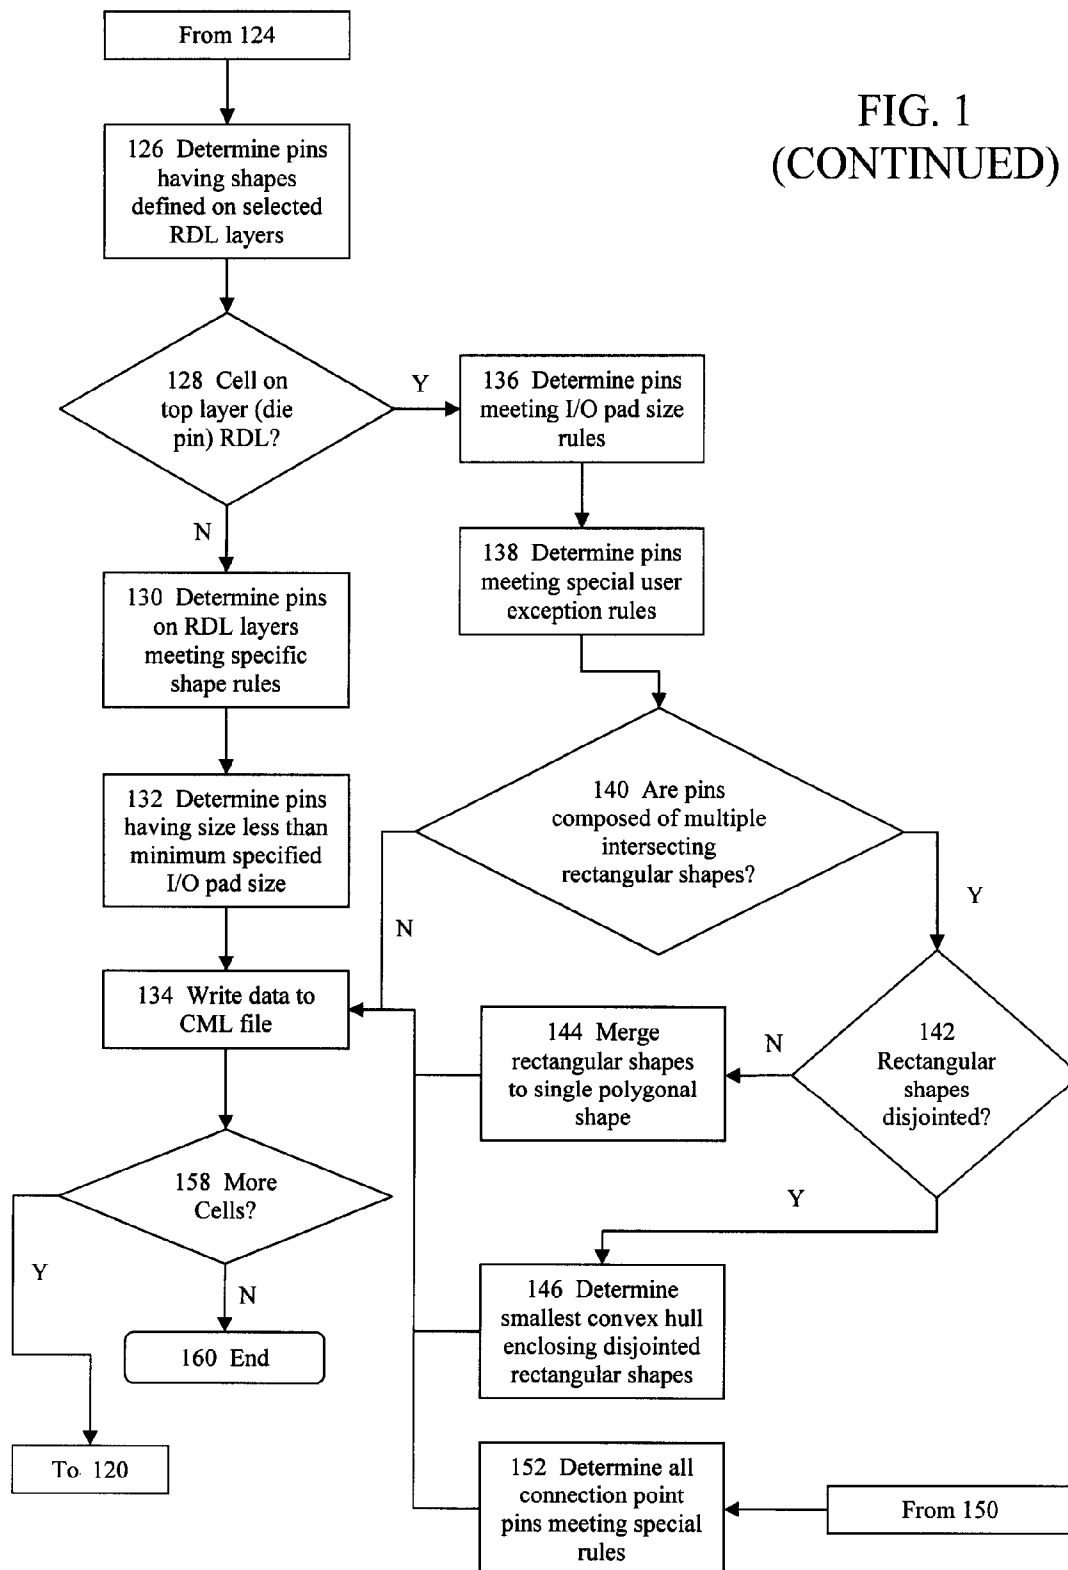 From 124
FIG. 1
(CONTINUED)
126 Determine pins
having shapes
defined on selected
RDL layers
128 Cell on
top layer (die
pin) RDL?
Y
136 Determine pins
meeting I/O pad size
rules
N
138 Determine pins
meeting special user
exception rules
130 Determine pins
on RDL layers
meeting specific
shape rules
140 Are pins
composed of multiple
intersecting
rectangular shapes?
132 Determine pins
having size less than
minimum specified
I/O pad size
N
Y
134 Write data to
CML file
144 Merge
rectangular shapes
to single polygonal
shape
N
142
Rectangular
shapes
disjointed?
158 More
Cells?
Y
Y
N
146 Determine
smallest convex hull
enclosing disjointed
rectangular shapes
160 End
To 120
152 Determine all
connection point
pins meeting special
rules
From 150